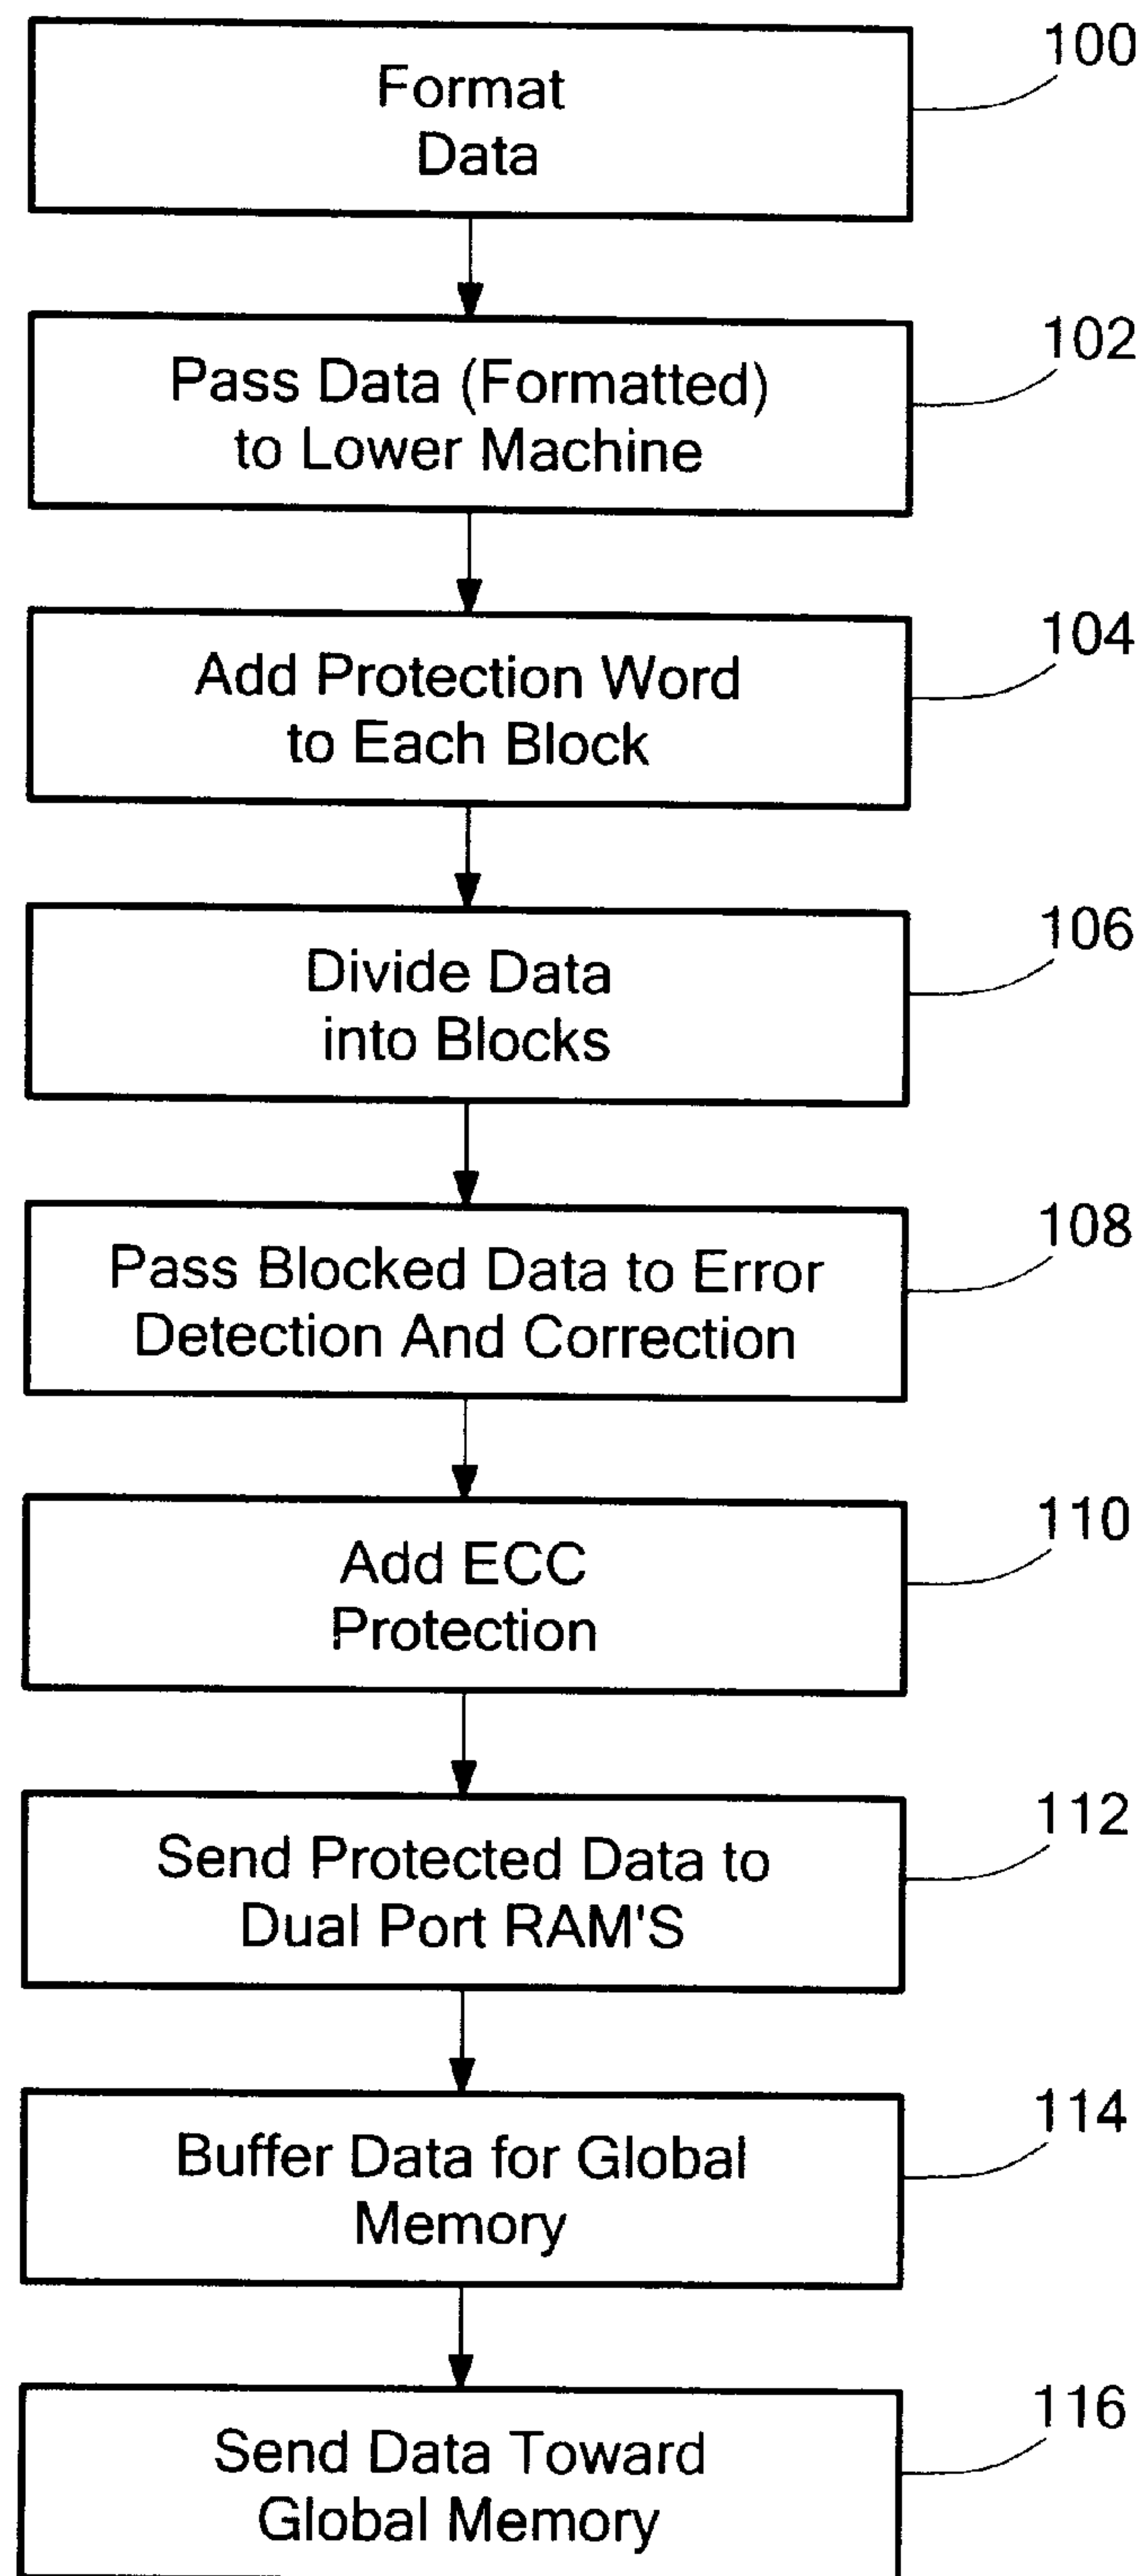 100
Format
Data
102
Pass Data (Formatted)
to Lower Machine
104
Add Protection Word
to Each Block
106
Divide Data
into Blocks
108
Pass Blocked Data to Error
Detection And Correction
110
Add ECC
Protection
112
Send Protected Data to
Dual Port RAM'S
114
Buffer Data for Global
Memory
116
Send Data Toward
Global Memory